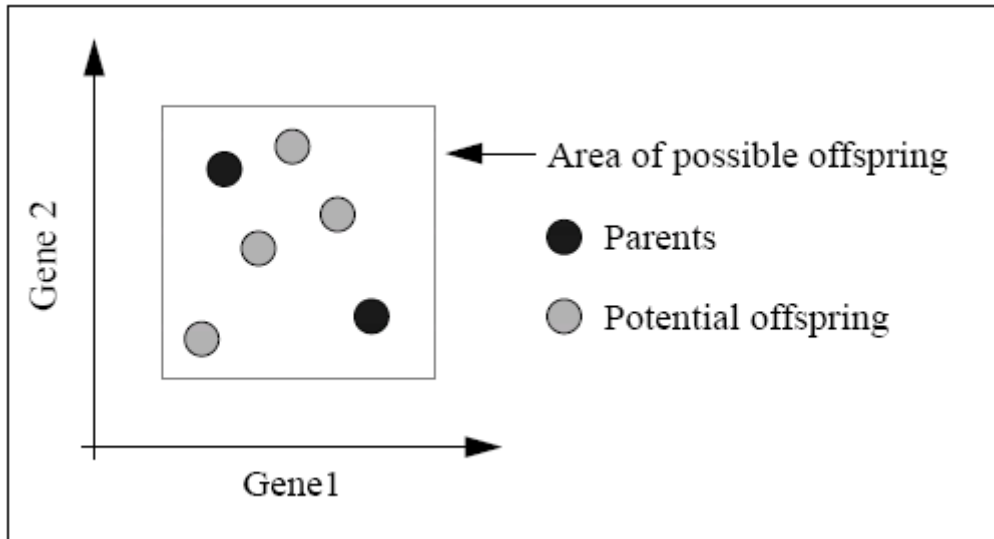 Gene 2
Area of possible offspring
Parents
Potential offspring
Gene1